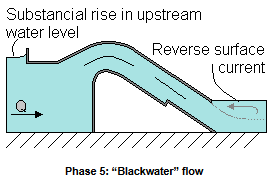 Substancial rise in upstream
water level
Reverse surface
current
Q
Phase 5: “Blackwater” flow